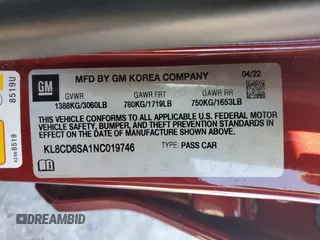 MFD BY GM KOREA COMPANY
04/22
GM
GVWR GAWR FRT GAWR RR
1388KG/3060LB 780KG/1719LB 750KG/1653LB
THIS VEHICLE CONFORMS TO ALL APPLICABLE U.S. FEDERAL
MOTOR VEHICLE SAFETY, BUMPER, AND THEFT PREVENTION
STANDARDS IN EFFECT ON THE DATE OF MANUFACTURE
SHOWN ABOVE.
KL8CD6SA1NC019746 TYPE: PASS CAR
8519U
8519
DREAMBID